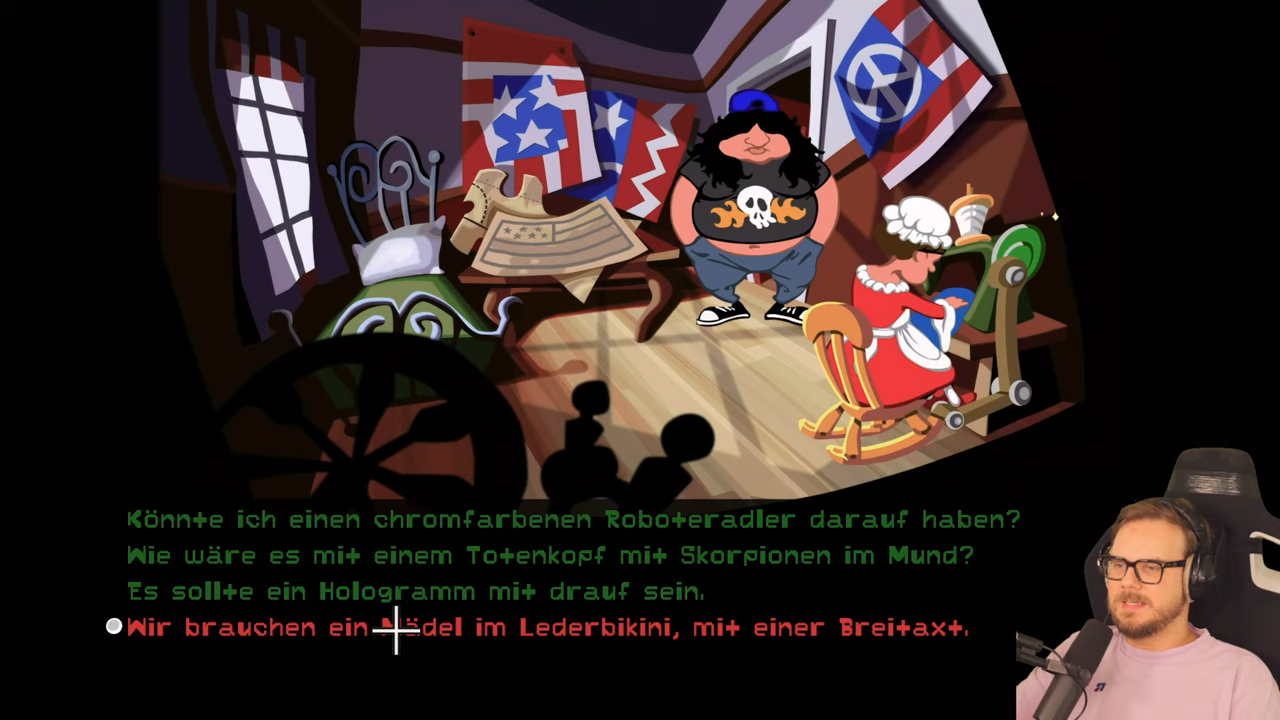 Könnte ich einen chromfarbenen Roboteradler darauf haben?
Wie wäre es mit einem Totenkopf mit Skorpionen im Mund?
Es sollte ein Hologramm mit drauf sein.
Wir brauchen ein Mädel im Lederbikini, mit einer Breitaxt.